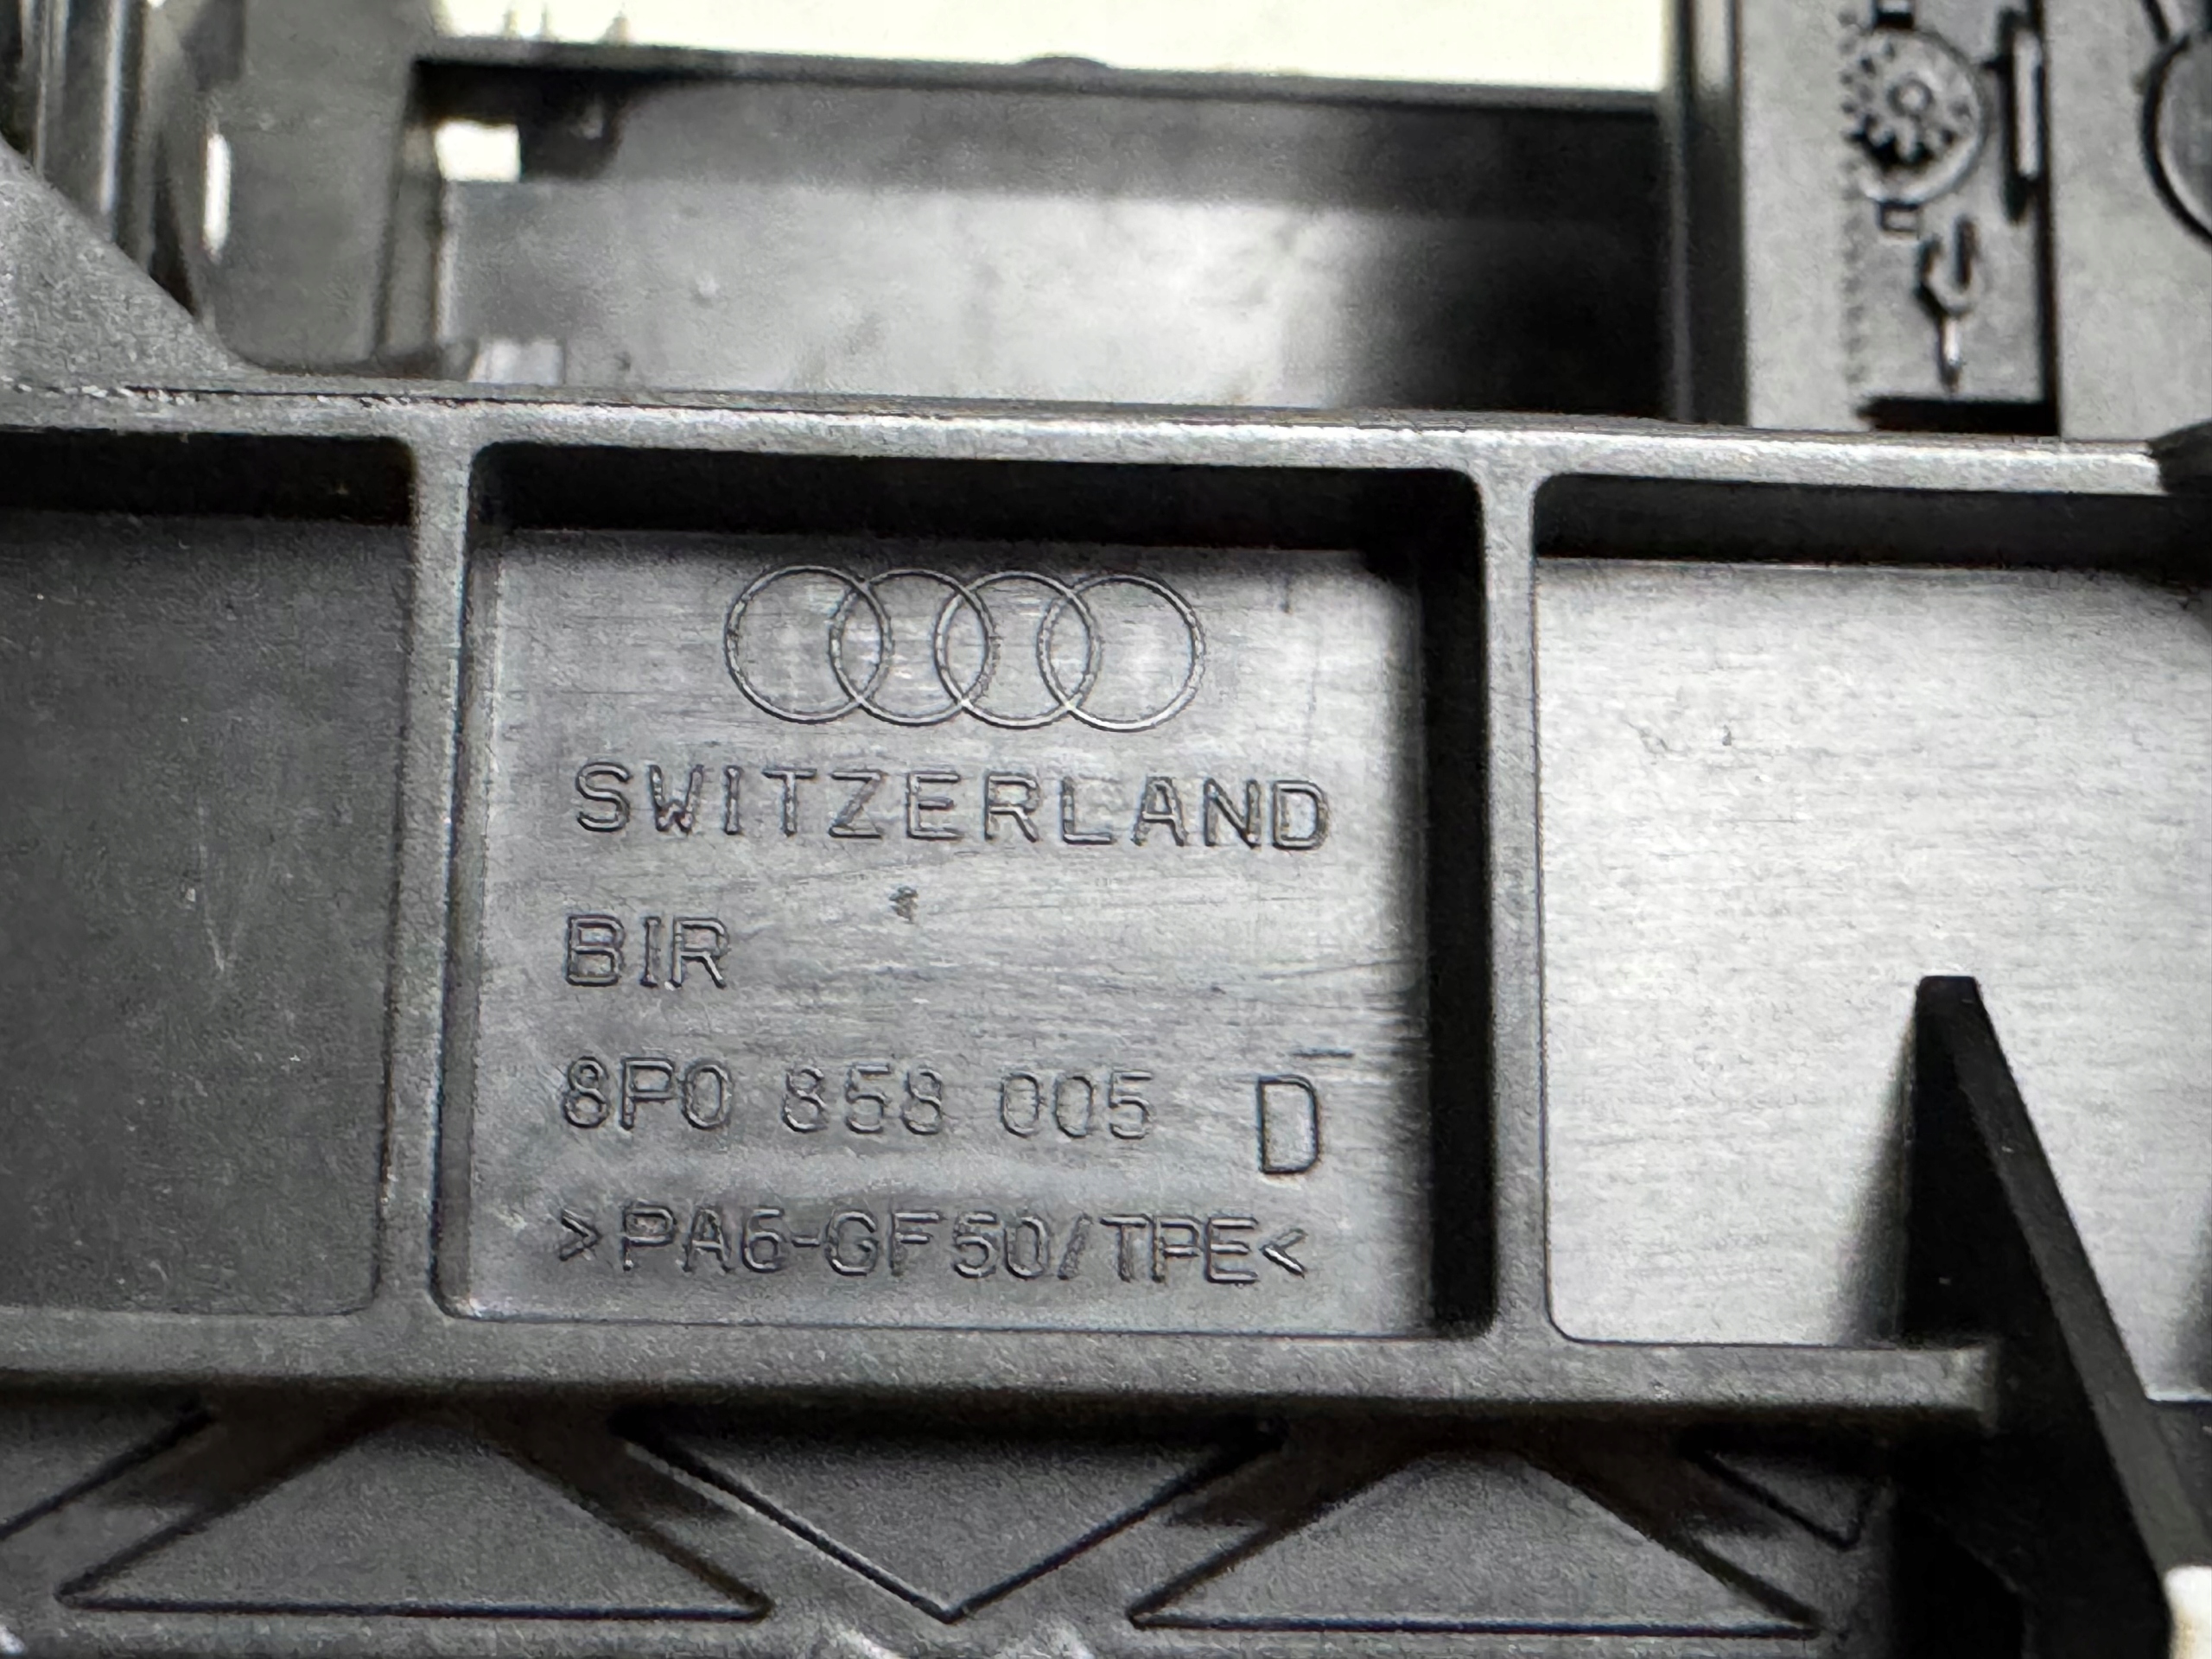 SWITZERLAND
BIR
8P0 858 005 D
>PA6-GF50/TPE<